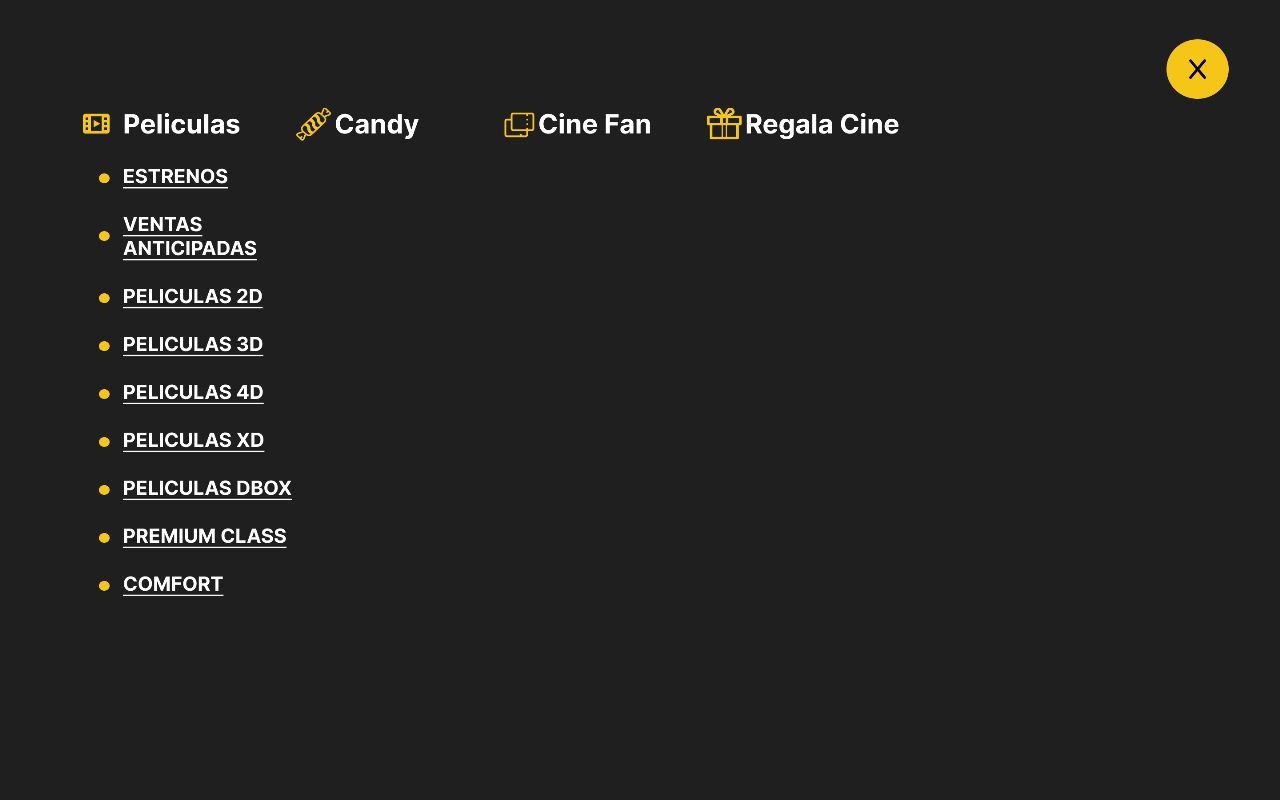 X
Peliculas
Candy
Cine Fan
Regala Cine
ESTRENOS
VENTAS
ANTICIPADAS
PELICULAS 2D
PELICULAS 3D
PELICULAS 4D
PELICULAS XD
PELICULAS DBOX
PREMIUM CLASS
COMFORT